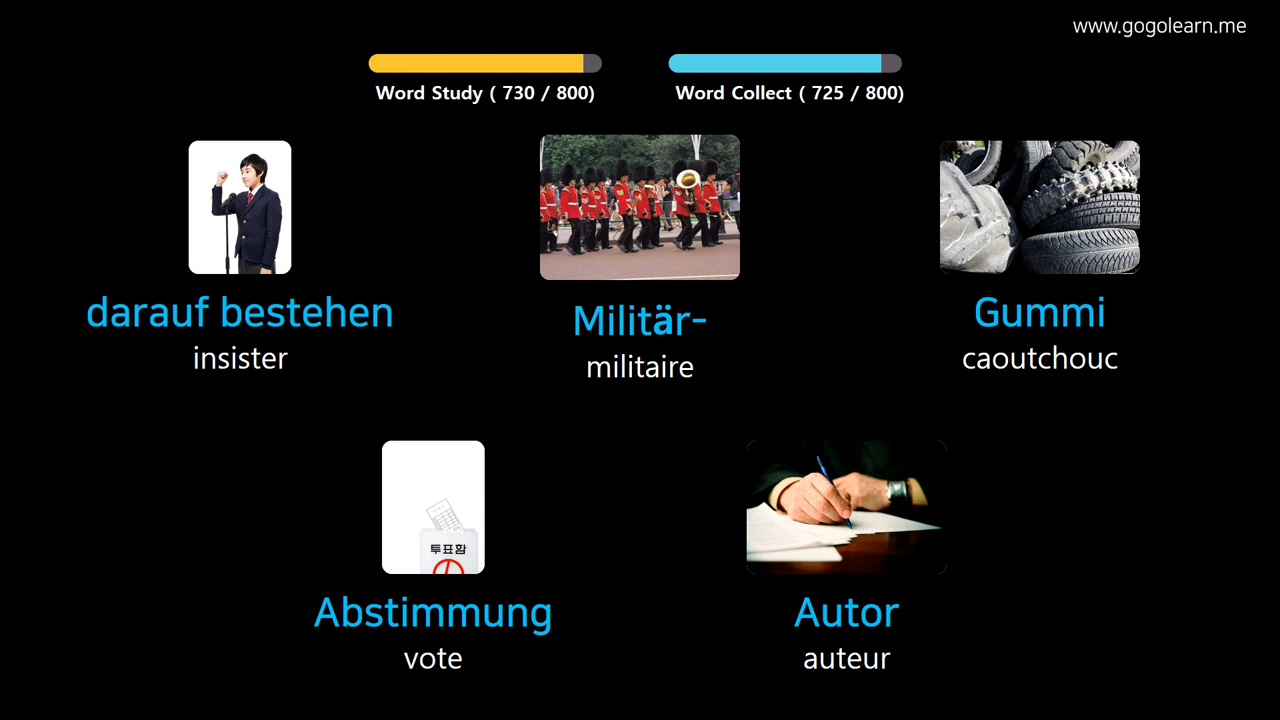 www.gogolearn.me
Word Study ( 730 / 800)
Word Collect ( 725 / 800)
darauf bestehen
insister
Militär-
militaire
Gummi
caoutchouc
투표함
Abstimmung
vote
Autor
auteur